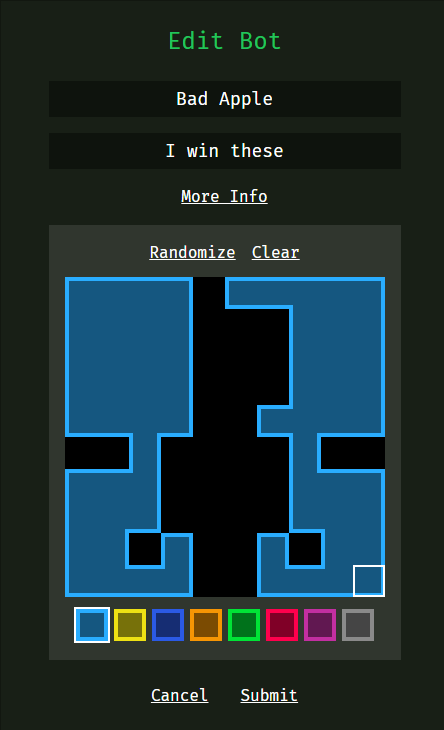 Edit Bot
Bad Apple
I win these
More Info
Randomize Clear
Cancel Submit